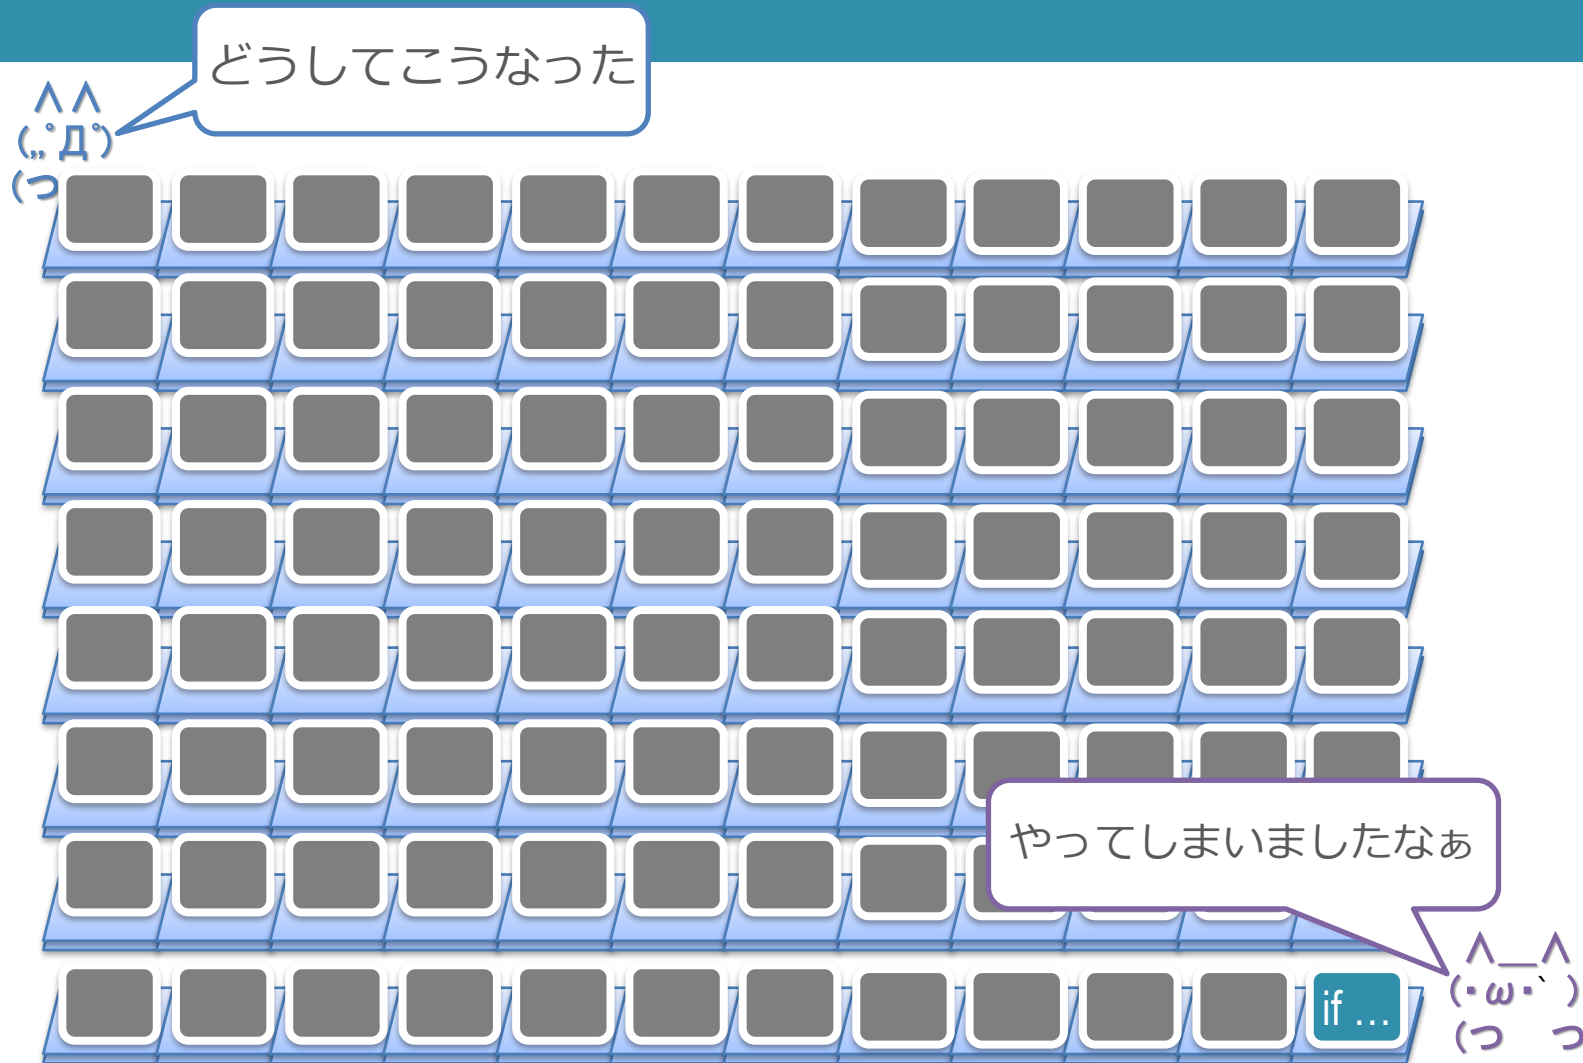 どうしてこうなった
∧∧
(,,ﾟДﾟ)
(つ
やってしまいましたなぁ
∧＿∧
(・ω・` )
(つ　つ
if …